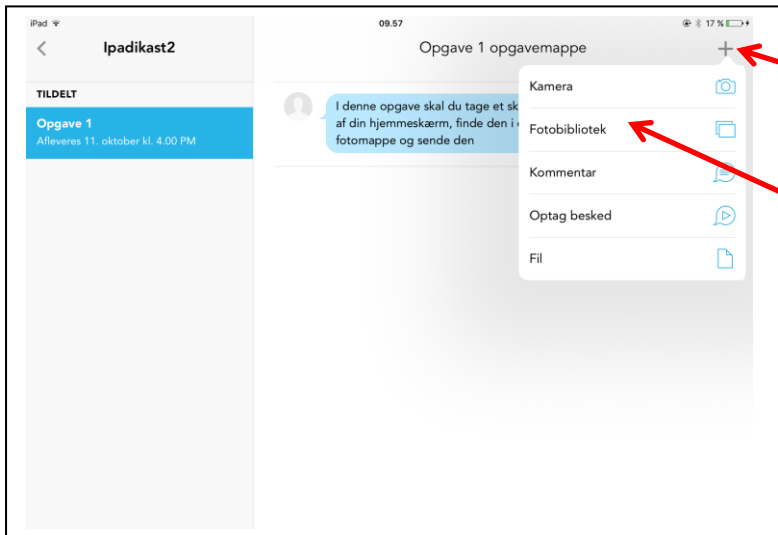 iPad 09.57 17 %
Ipadikast2
Opgave 1 opgavemappe
TILDELT
Opgave 1
Afleveres 11. oktober kl. 4.00 PM
I denne opgave skal du tage et sk
af din hjemmeskærm, finde den i
fotomappe og sende den
Kamera
Fotobibliotek
Kommentar
Optag besked
Fil